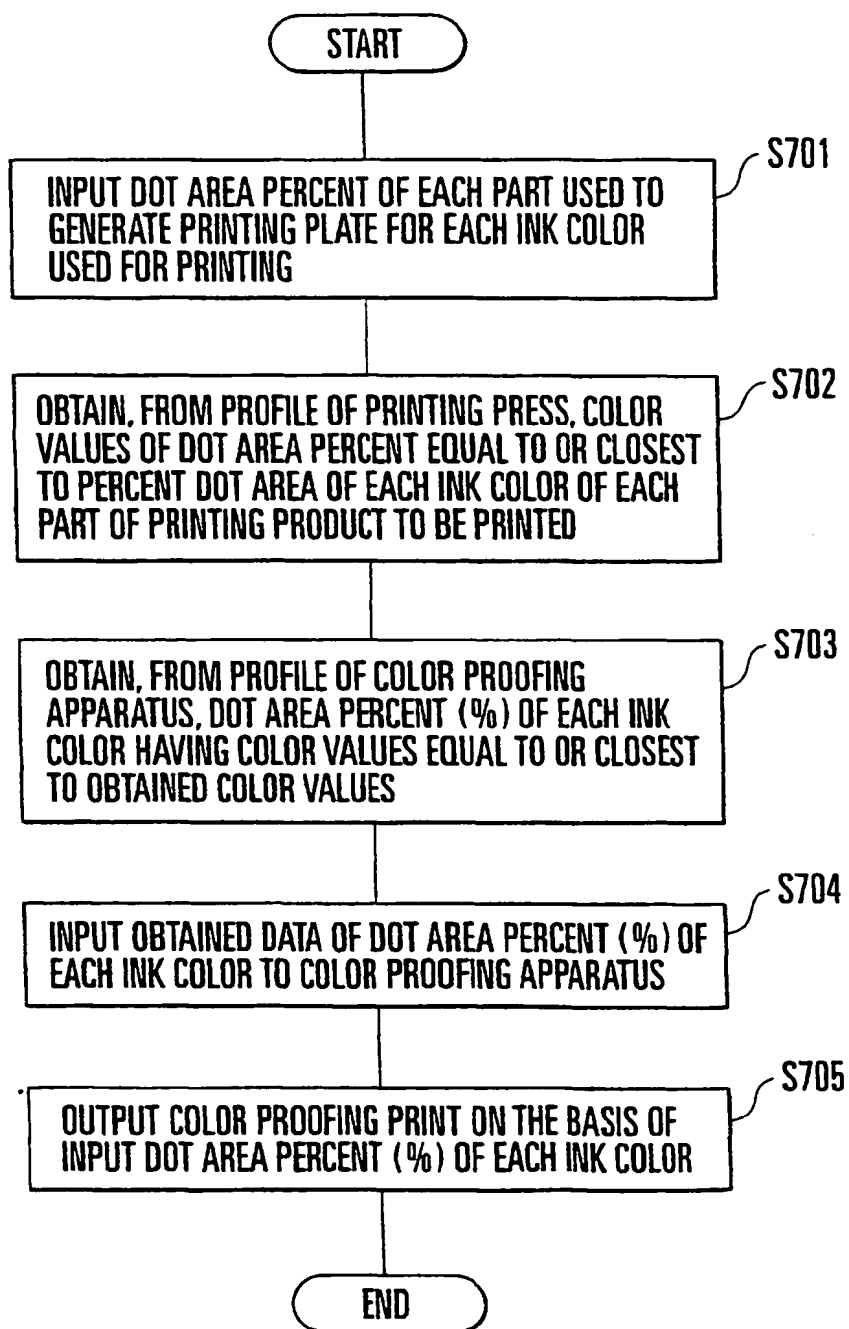 START
S701
INPUT DOT AREA PERCENT OF EACH PART USED TO
GENERATE PRINTING PLATE FOR EACH INK COLOR
USED FOR PRINTING
S702
OBTAIN, FROM PROFILE OF PRINTING PRESS, COLOR
VALUES OF DOT AREA PERCENT EQUAL TO OR CLOSEST
TO PERCENT DOT AREA OF EACH INK COLOR OF EACH
PART OF PRINTING PRODUCT TO BE PRINTED
S703
OBTAIN, FROM PROFILE OF COLOR PROOFING
APPARATUS, DOT AREA PERCENT (%) OF EACH INK
COLOR HAVING COLOR VALUES EQUAL TO OR CLOSEST
TO OBTAINED COLOR VALUES
S704
INPUT OBTAINED DATA OF DOT AREA PERCENT (%) OF
EACH INK COLOR TO COLOR PROOFING APPARATUS
S705
OUTPUT COLOR PROOFING PRINT ON THE BASIS OF
INPUT DOT AREA PERCENT (%) OF EACH INK COLOR
END